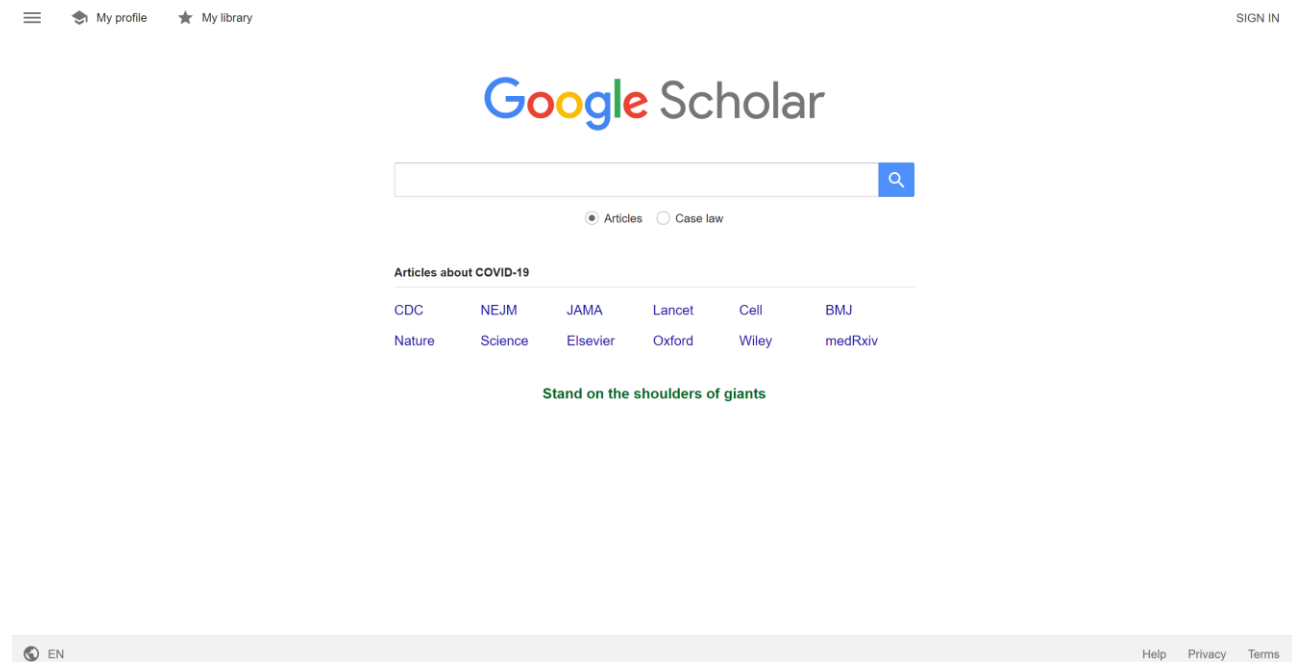 My profile My library SIGN IN
Google Scholar
Articles Case law
Articles about COVID-19
CDC NEJM JAMA Lancet Cell BMJ
Nature Science Elsevier Oxford Wiley medRxiv
Stand on the shoulders of giants
EN Help Privacy Terms